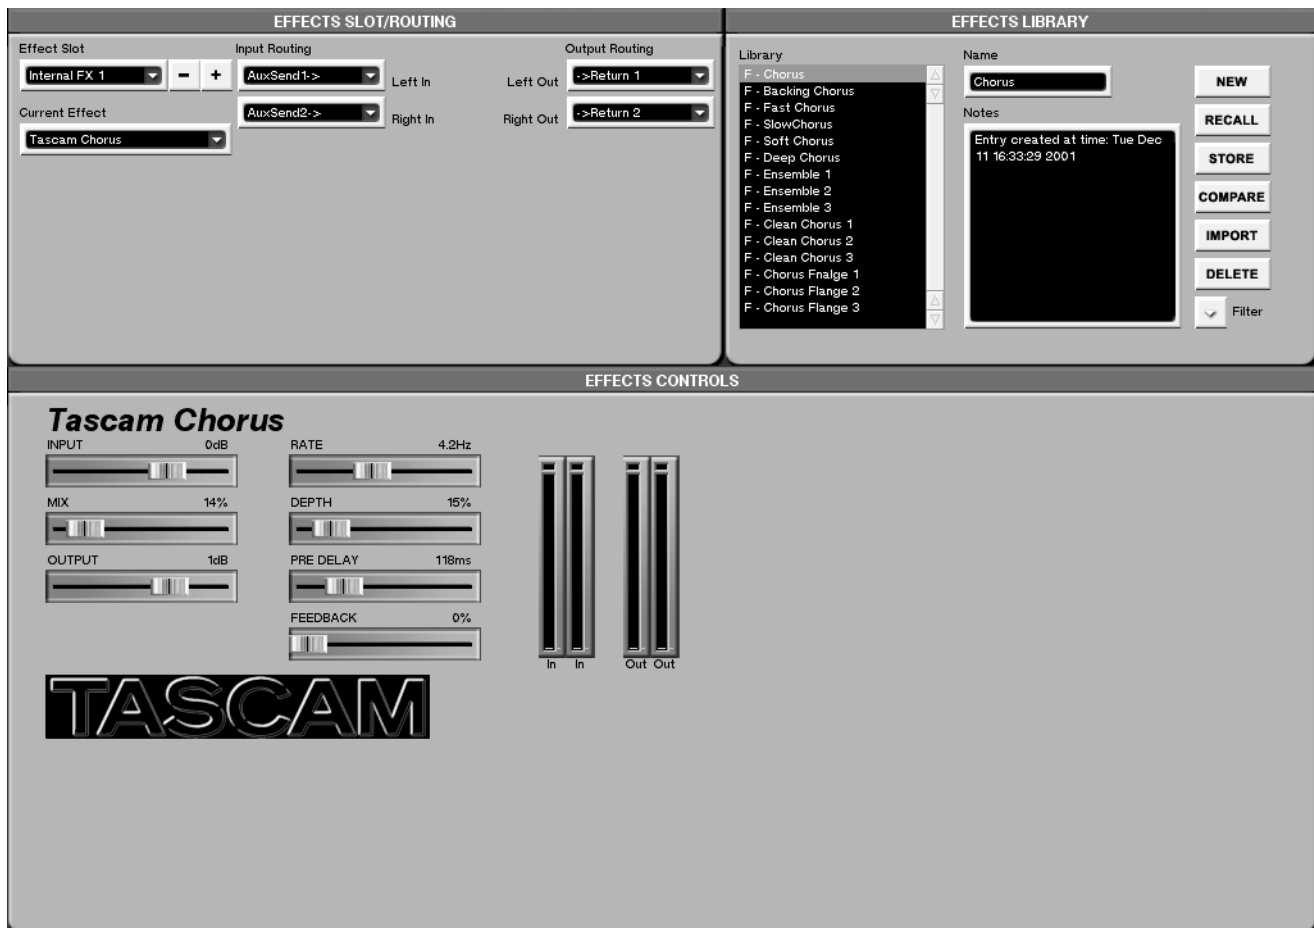 EFFECTS SLOT/ROUTING
Effect Slot
Input Routing
Output Routing
Internal FX 1
-
+
AuxSend1->
Left In
Left Out
->Return 1
Current Effect
AuxSend2->
Right In
Right Out
->Return 2
Tascam Chorus
EFFECTS LIBRARY
Library
F - Chorus
F - Backing Chorus
F - Fast Chorus
F - SlowChorus
F - Soft Chorus
F - Deep Chorus
F - Ensemble 1
F - Ensemble 2
F - Ensemble 3
F - Clean Chorus 1
F - Clean Chorus 2
F - Clean Chorus 3
F - Chorus Fnalge 1
F - Chorus Flange 2
F - Chorus Flange 3
Name
Chorus
Notes
Entry created at time: Tue Dec
11 16:33:29 2001
NEW
RECALL
STORE
COMPARE
IMPORT
DELETE
Filter
EFFECTS CONTROLS
Tascam Chorus
INPUT 0dB
RATE 4.2Hz
MIX 14%
DEPTH 15%
OUTPUT 1dB
PRE DELAY 118ms
FEEDBACK 0%
In In Out Out
TASCAM